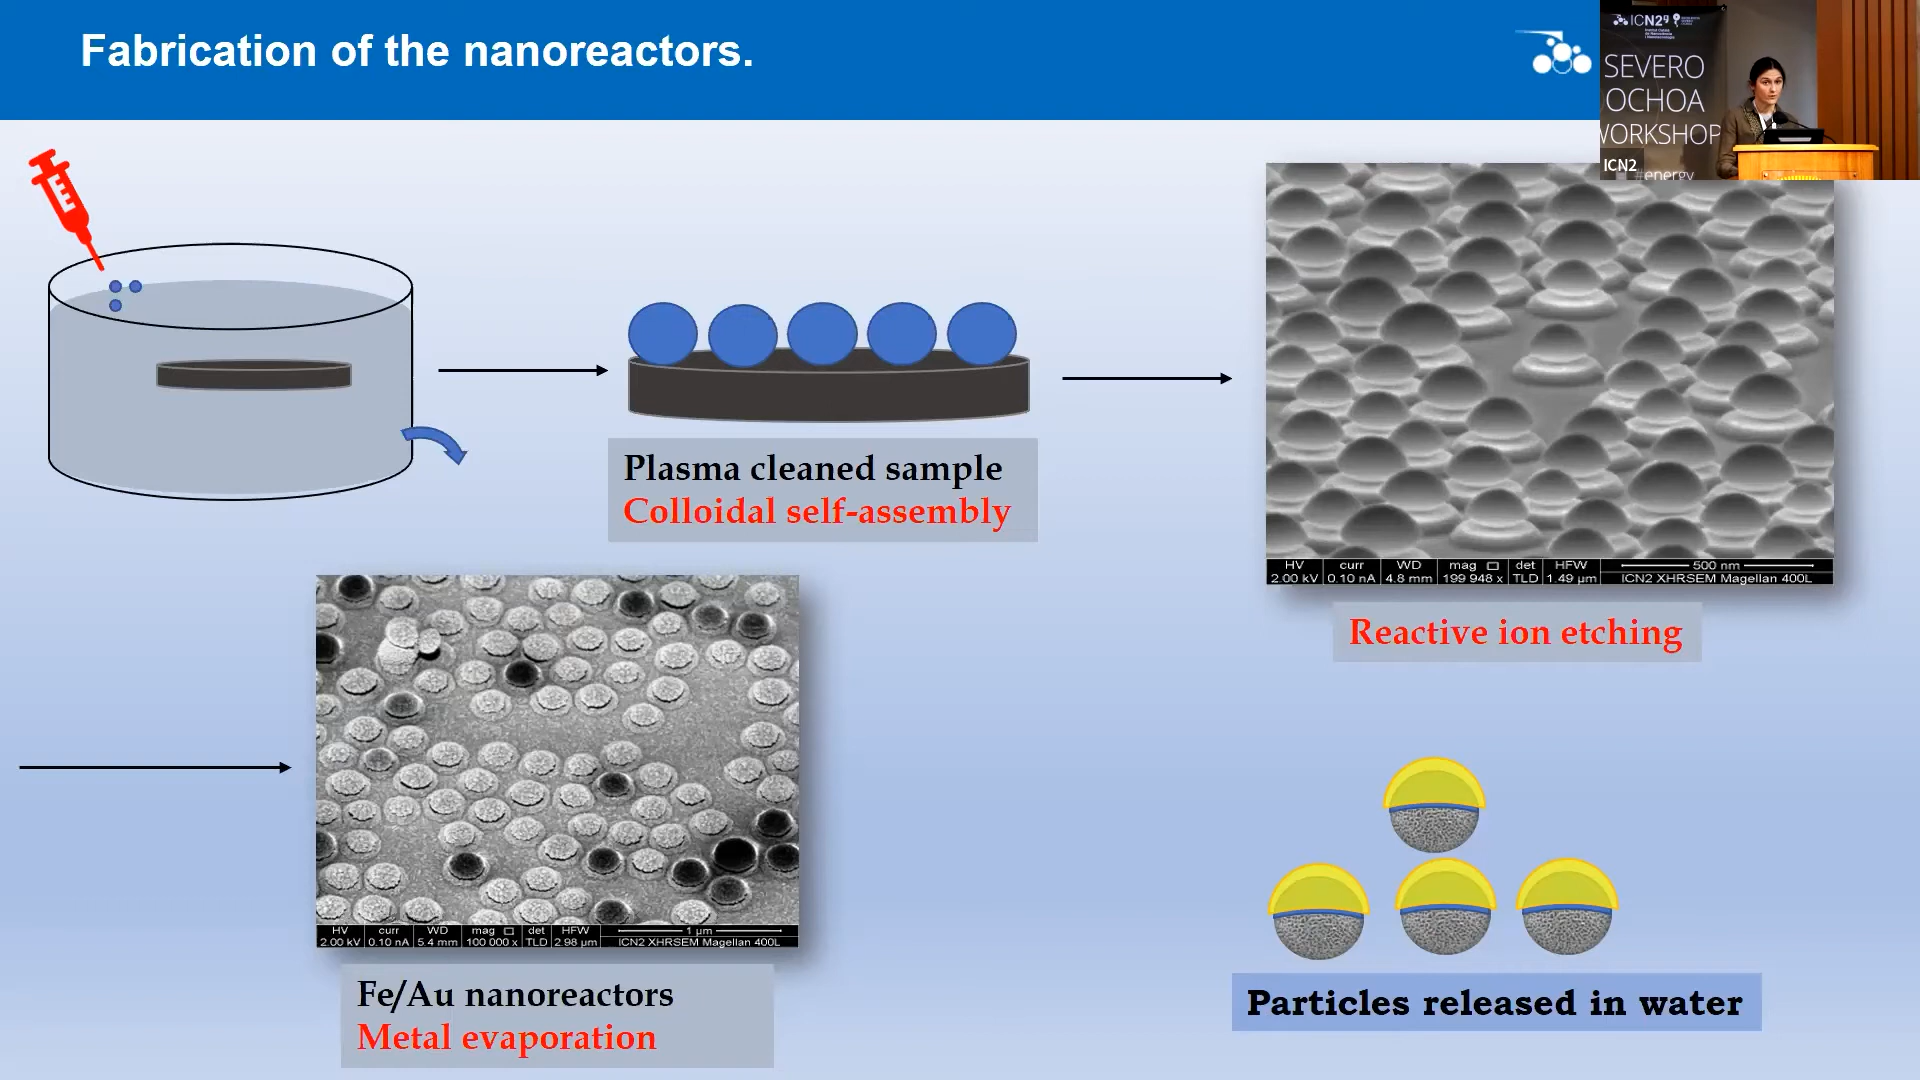 Fabrication of the nanoreactors.
ICN2
SEVERO
OCHOA
WORKSHOP
ICN2
#energy
Plasma cleaned sample
Colloidal self-assembly
HV curr WD mag det HFW 500 nm
2.00 kV 0.10 nA 4.8 mm 199 948 x TLD 1.49 µm ICN2 XHRSEM Magellan 400L
Reactive ion etching
HV curr WD mag det HFW 1 µm
2.00 kV 0.10 nA 5.4 mm 100 000 x TLD 2.98 µm ICN2 XHRSEM Magellan 400L
Fe/Au nanoreactors
Metal evaporation
Particles released in water